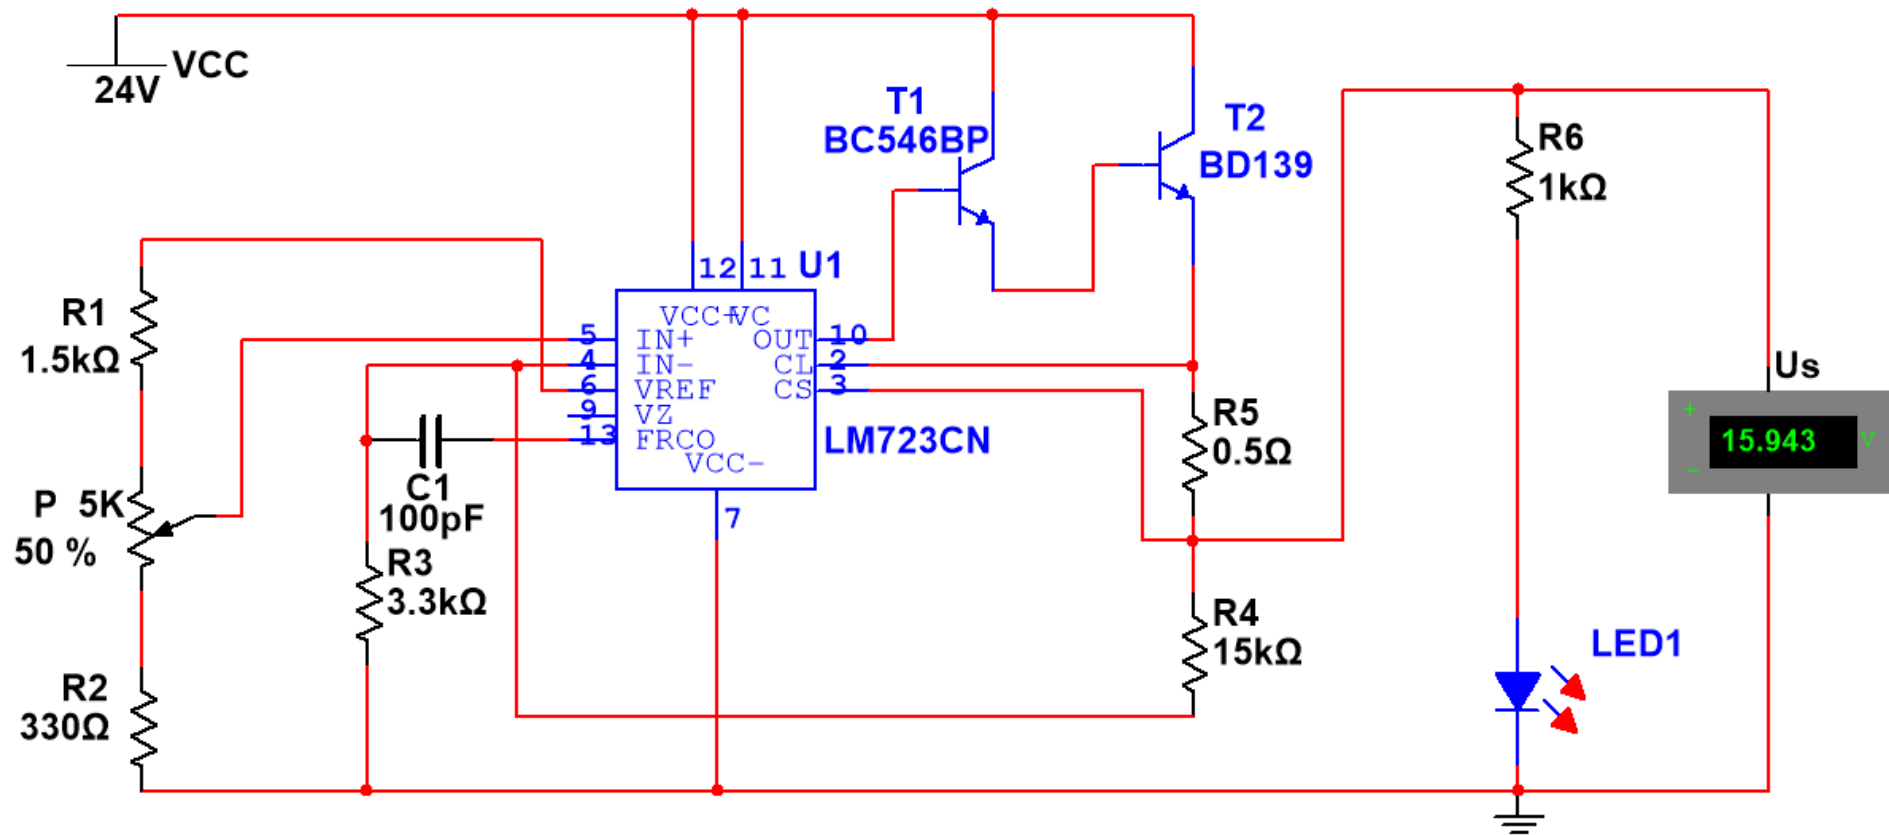 VCC
24V
T1
BC546BP
T2
BD139
R6
1kΩ
12
11
U1
R1
1.5kΩ
VCC+
VC
5
IN+
OUT
10
4
IN-
CL
2
6
VREF
CS
3
9
VZ
13
FRCO
VCC-
LM723CN
7
Us
+
15.943
V
−
R5
0.5Ω
C1
100pF
P 5K
50 %
R3
3.3kΩ
R4
15kΩ
LED1
R2
330Ω